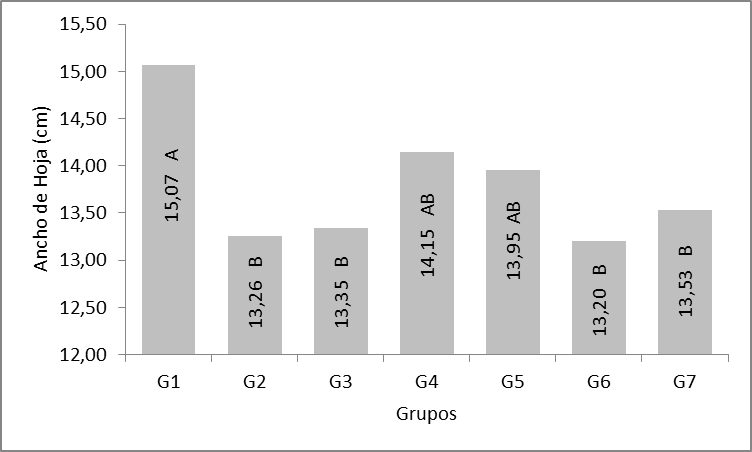 15,50
15,00
14,50
14,00
13,50
13,00
12,50
12,00
Ancho de Hoja (cm)
15,07 A
13,26 B
13,35 B
14,15 AB
13,95 AB
13,20 B
13,53 B
G1 G2 G3 G4 G5 G6 G7
Grupos